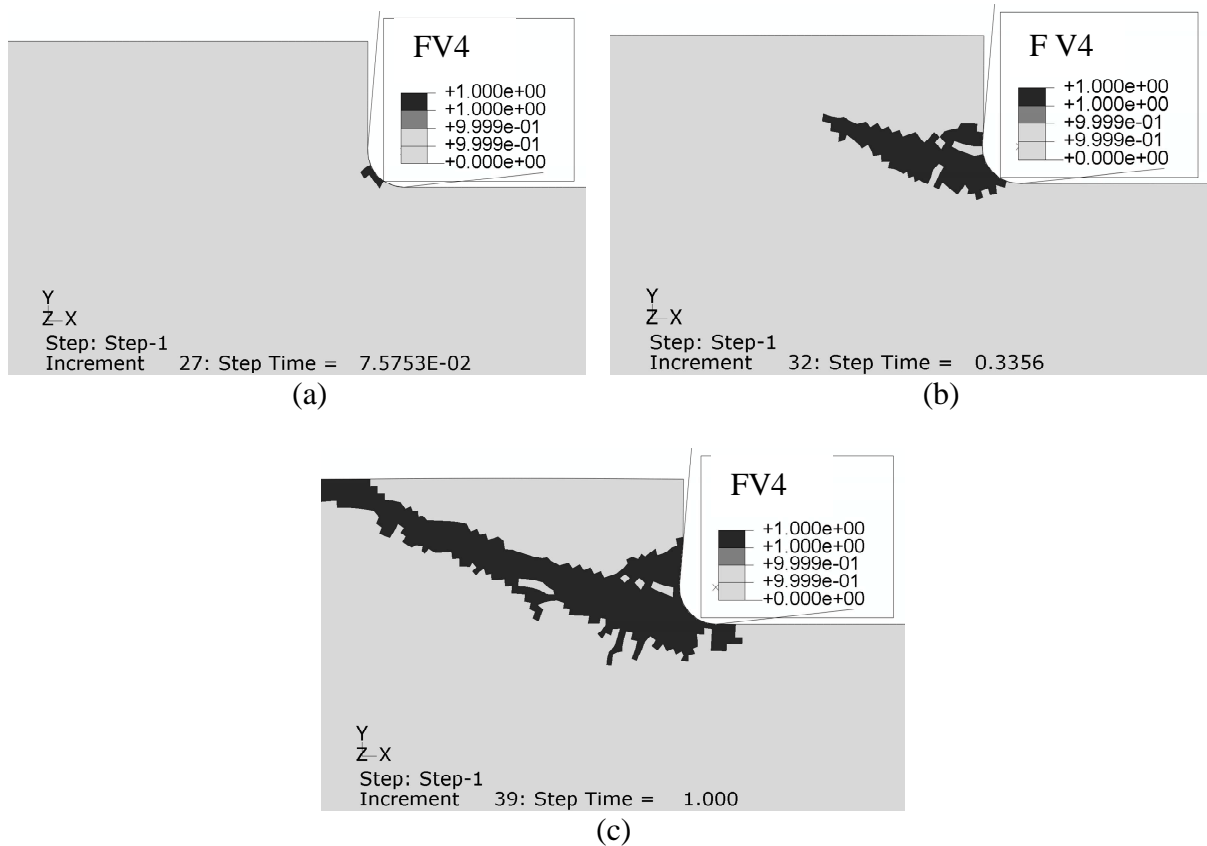 FV4
+1.000e+00
+1.000e+00
+9.999e-01
+9.999e-01
+0.000e+00
Y
Z X
Step: Step-1
Increment 27: Step Time = 7.5753E-02
(a)
F V4
+1.000e+00
+1.000e+00
+9.999e-01
+9.999e-01
+0.000e+00
Y
Z X
Step: Step-1
Increment 32: Step Time = 0.3356
(b)
FV4
+1.000e+00
+1.000e+00
+9.999e-01
+9.999e-01
+0.000e+00
Y
Z X
Step: Step-1
Increment 39: Step Time = 1.000
(c)